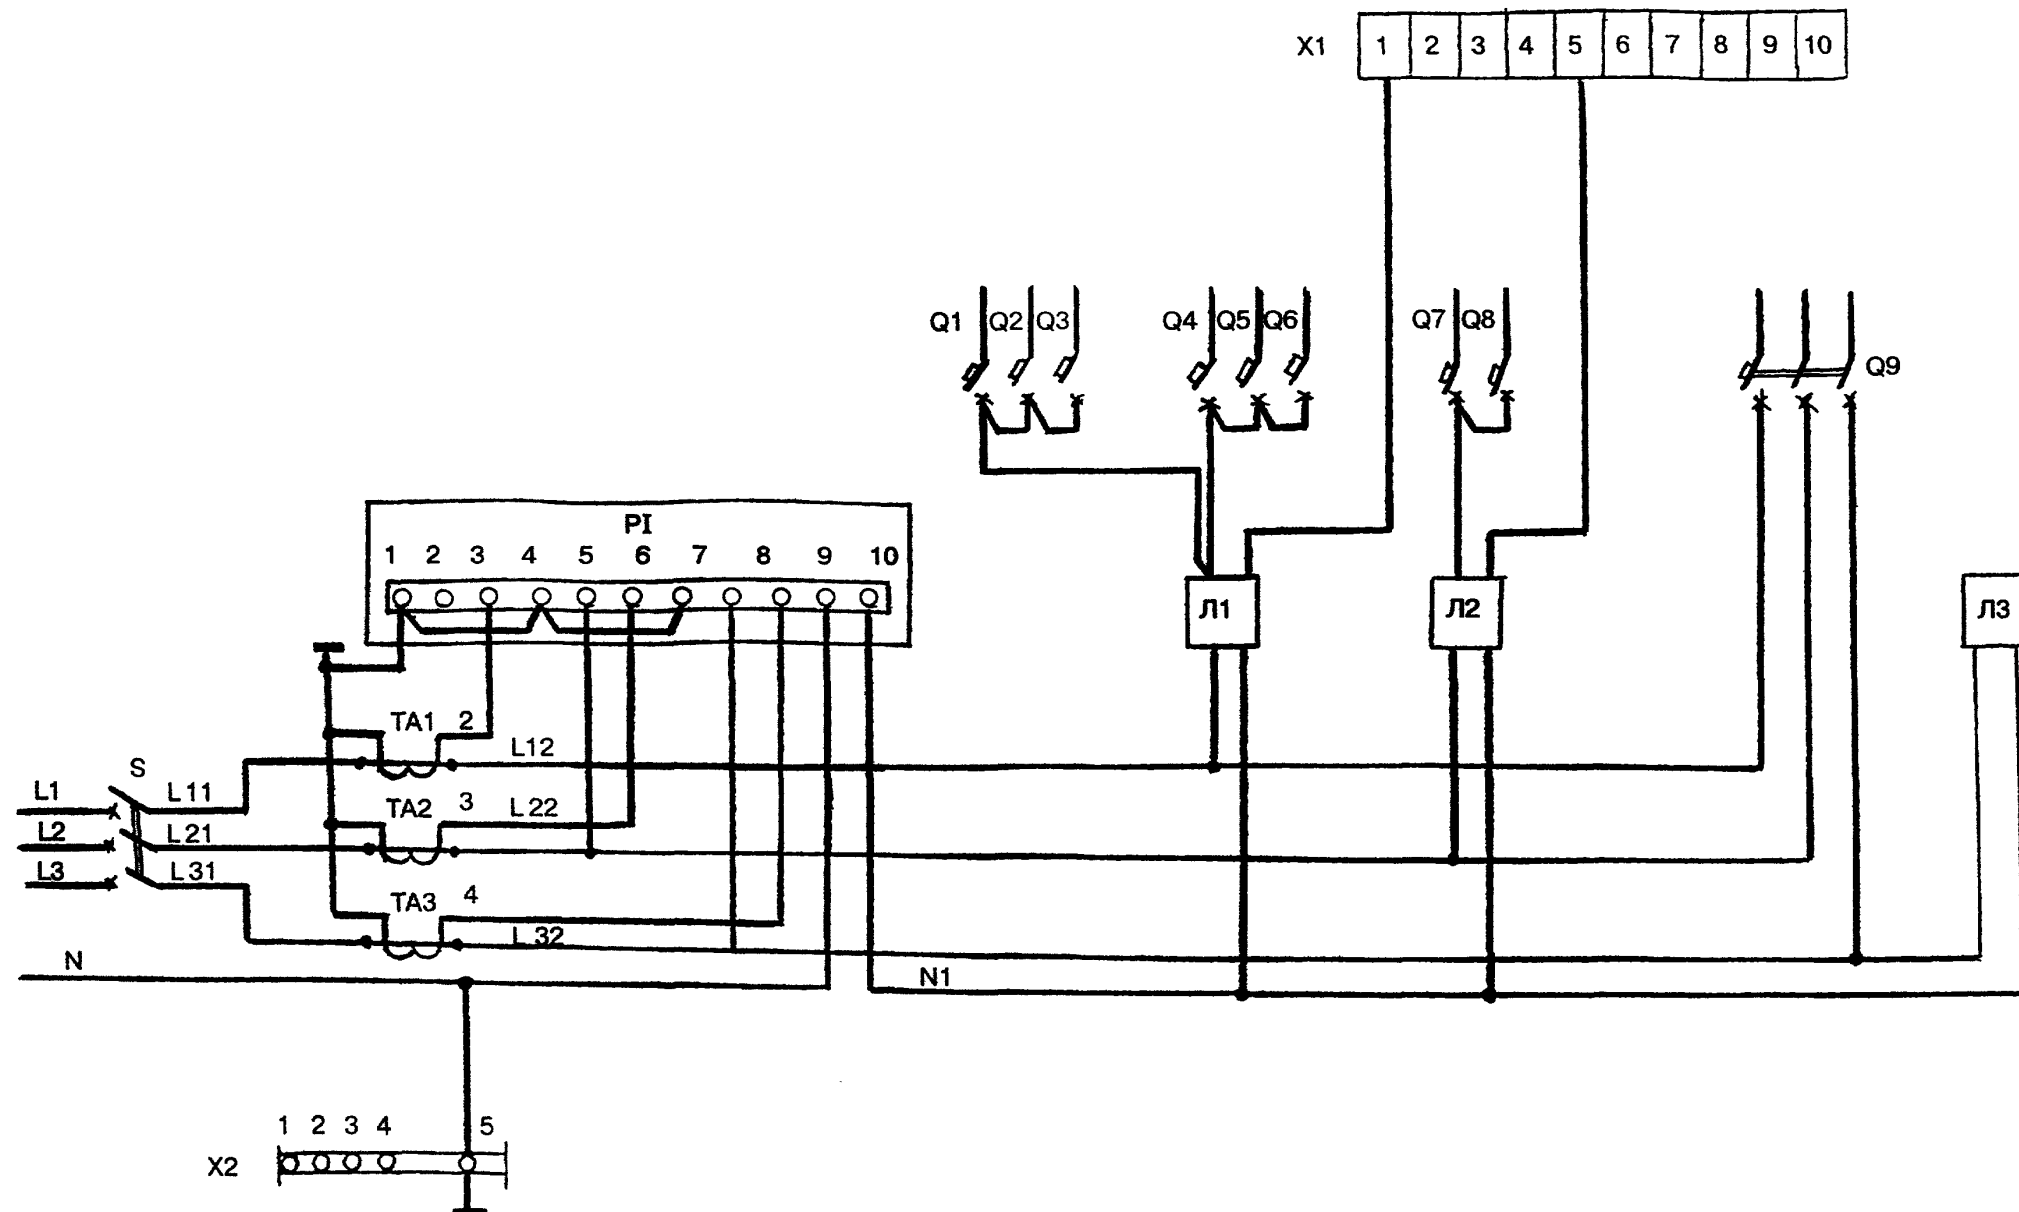 X1 1 2 3 4 5 6 7 8 9 10
Q1 Q2 Q3 Q4 Q5 Q6 Q7 Q8
Q9
PI
1 2 3 4 5 6 7 8 9 10
Л1 Л2 Л3
TA1 2
L12
S
L1 L11
TA2 3 L22
L2 L21
L3 L31
TA3 4
L32
N
N1
1 2 3 4 5
X2